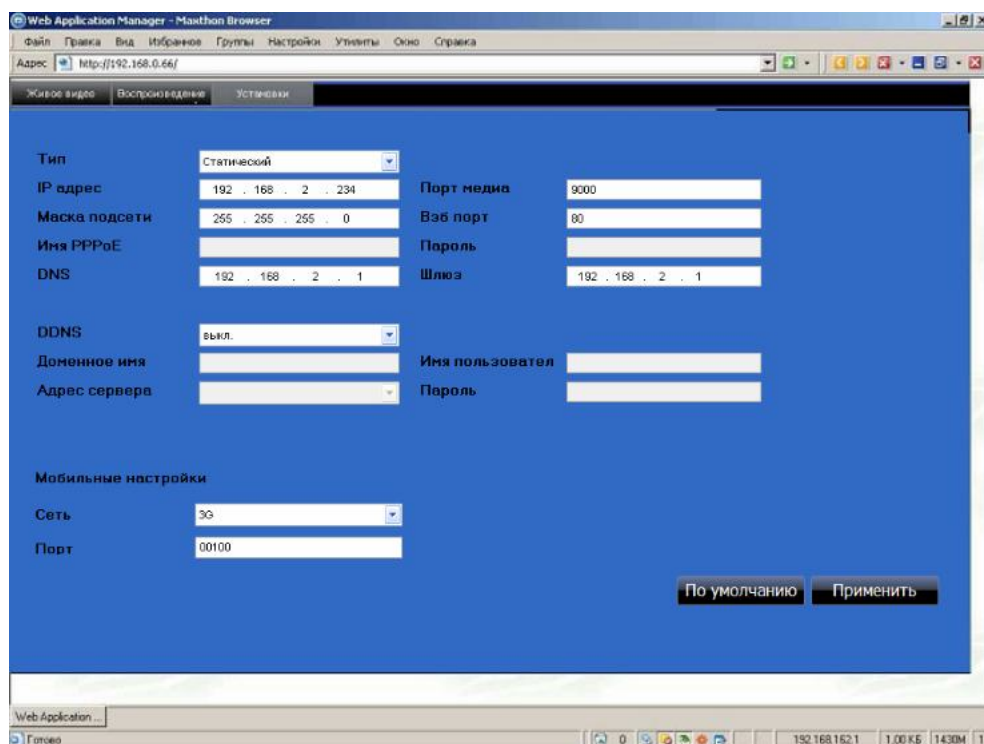 Web Application Manager - Maxthon Browser
Файл Правка Вид Избранное Группы Настройки Утилиты Окно Справка
Адрес http://192.168.0.66/
Живое видео Воспроизведение Установки
Тип Статический
IP адрес 192 . 168 . 2 . 234 Порт медиа 9000
Маска подсети 255 . 255 . 255 . 0 Вэб порт 80
Имя PPPoE Пароль
DNS 192 . 168 . 2 . 1 Шлюз 192 . 168 . 2 . 1
DDNS выкл.
Доменное имя Имя пользовател
Адрес сервера Пароль
Мобильные настройки
Сеть 3G
Порт 00100
По умолчанию Применить
Web Application ...
Готово 0 192.168.162.1 1.00 КБ 1430M 1